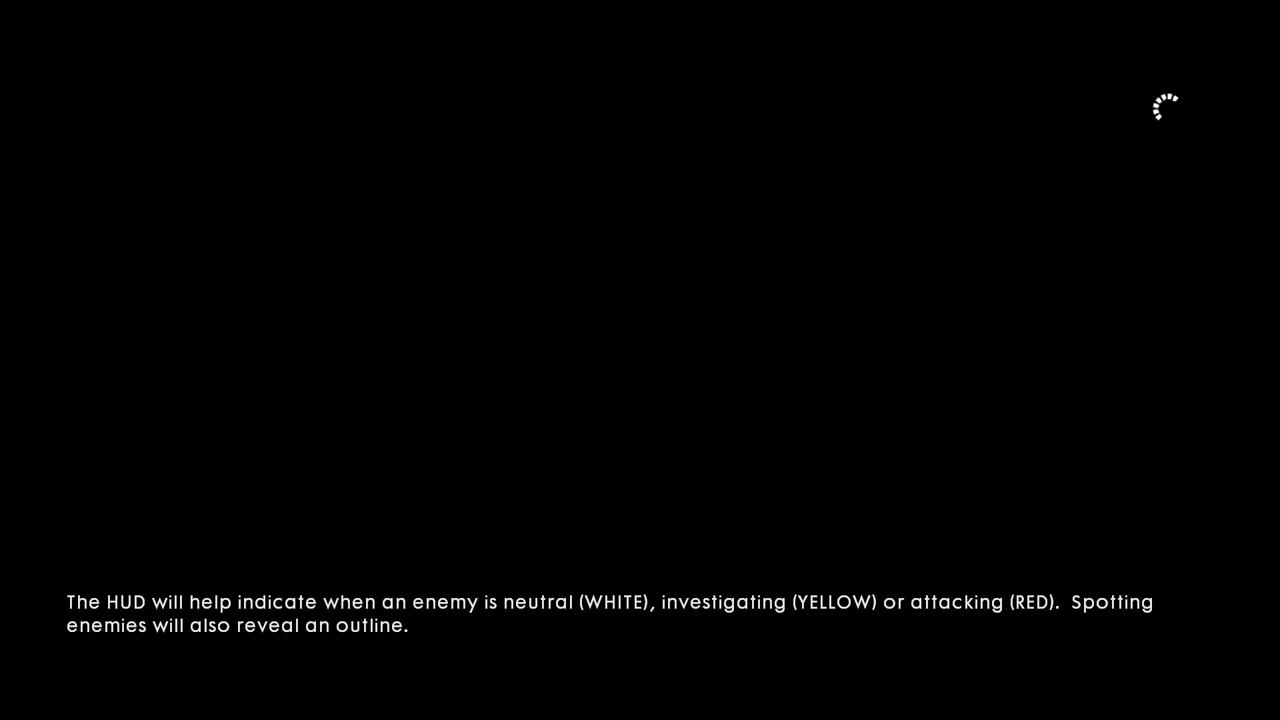 The HUD will help indicate when an enemy is neutral (WHITE), investigating (YELLOW) or attacking (RED).  Spotting
enemies will also reveal an outline.